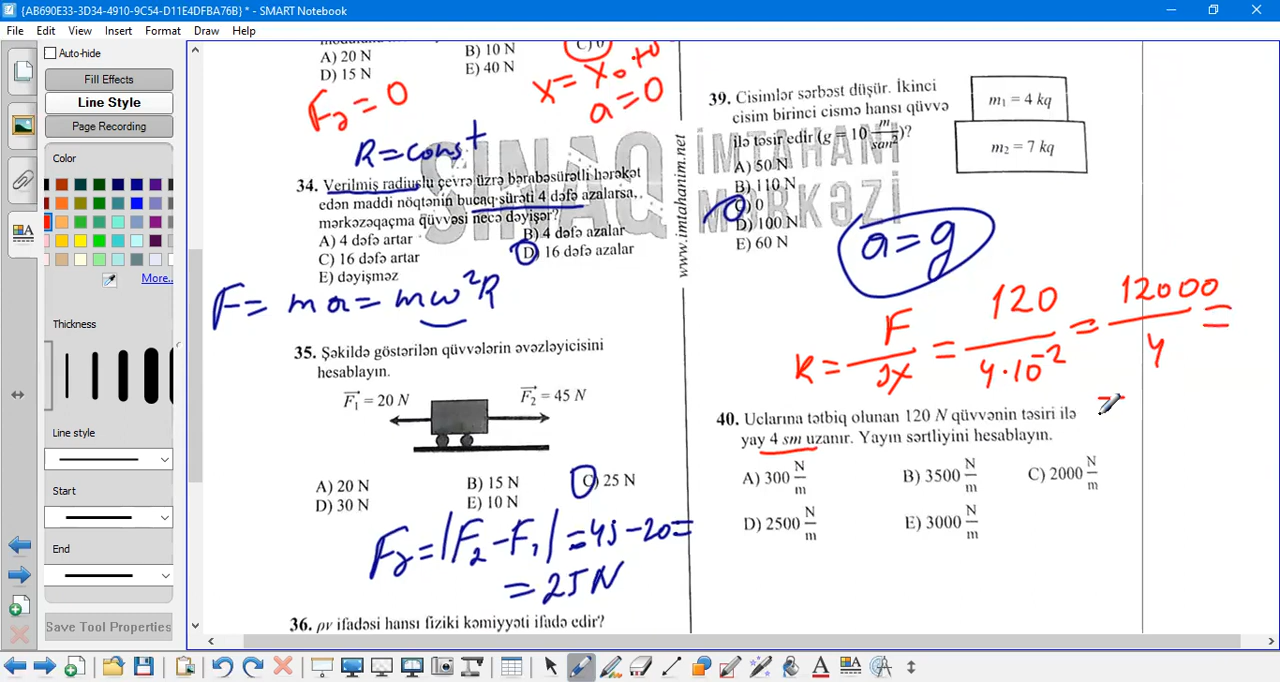 {AB690E33-3D34-4910-9C54-D11E4DFBA76B} * - SMART Notebook
File Edit View Insert Format Draw Help
Auto-hide
Fill Effects
Line Style
Page Recording
Color
More...
Thickness
Line style
Start
End
Save Tool Properties
A) 20 N B) 10 N C) 0
D) 15 N E) 40 N
x = x₀ +
a = 0
R = const
SINAQ İMTAHAN MƏRKƏZİ
www.imtahanim.net
34. Verilmiş radiuslu çevrə üzrə bərabəsürətli hərəkət
edən maddi nöqtənin bucaq sürəti 4 dəfə azalarsa,
mərkəzəqaçma qüvvəsi necə dəyişər?
A) 4 dəfə artar B) 4 dəfə azalar
C) 16 dəfə artar D) 16 dəfə azalar
E) dəyişməz
F = ma = mω²R
35. Şəkildə göstərilən qüvvələrin əvəzləyicisini
hesablayın.
F₁ = 20 N F₂ = 45 N
A) 20 N B) 15 N C) 25 N
D) 30 N E) 10 N
= |F₂ - F₁| = 45 - 20 =
= 25 N
36. pv ifadəsi hansı fiziki kəmiyyəti ifadə edir?
39. Cisimlər sərbəst düşür. İkinci
cisim birinci cismə hansı qüvvə
ilə təsir edir (g = 10 m/san²)?
m₁ = 4 kq
m₂ = 7 kq
A) 50 N
B) 110 N
C) 0
D) 100 N
E) 60 N
a = g
= 120/4·10⁻² = 12000/4 =
40. Uclarına tətbiq olunan 120 N qüvvənin təsiri ilə
yay 4 sm uzanır. Yayın sərtliyini hesablayın.
A) 300 N/m B) 3500 N/m C) 2000 N/m
D) 2500 N/m E) 3000 N/m